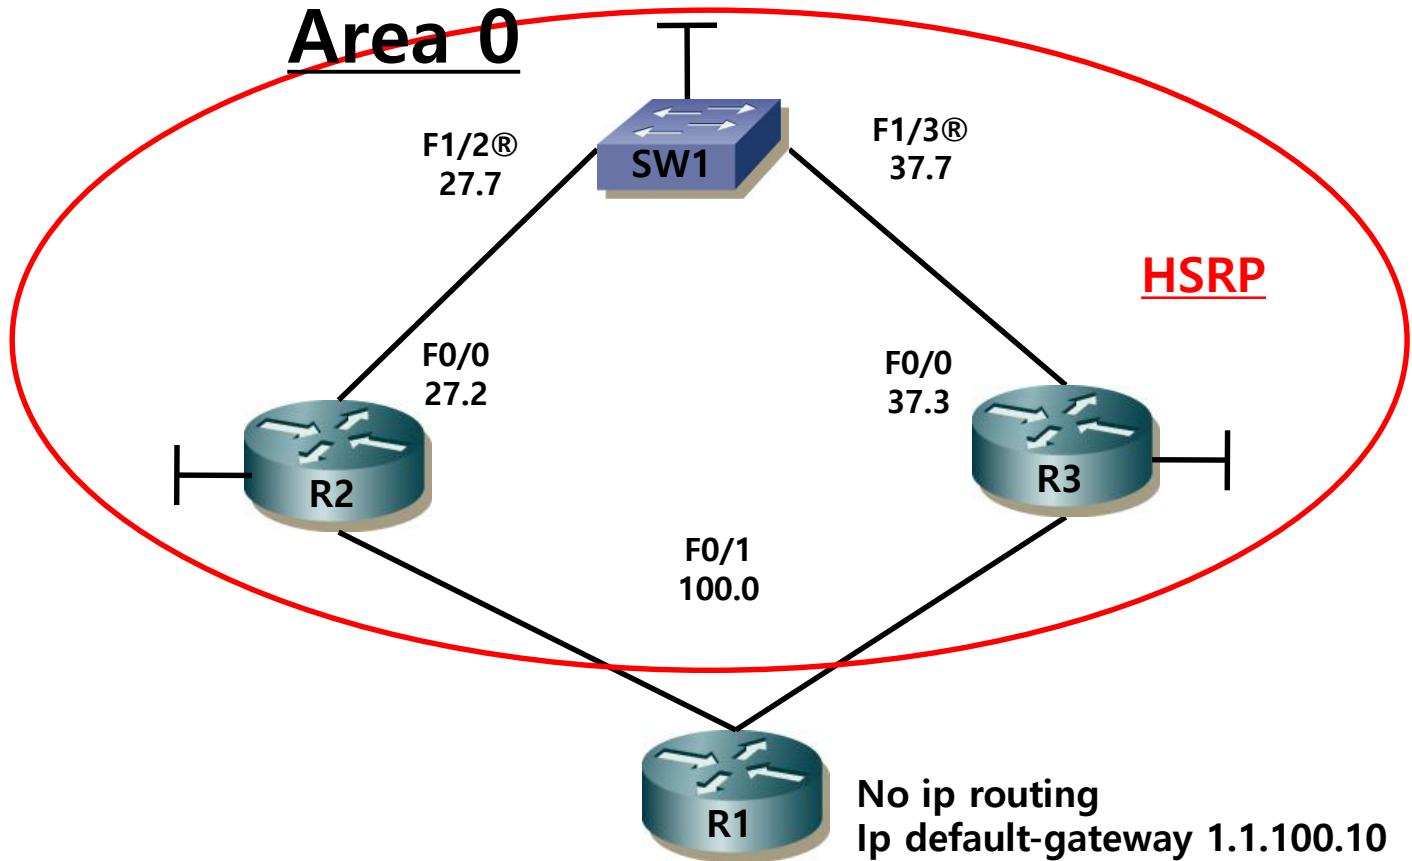 Area 0
F1/2®
27.7
SW1
F1/3®
37.7
HSRP
F0/0
27.2
F0/0
37.3
R2
R3
F0/1
100.0
R1
No ip routing
Ip default-gateway 1.1.100.10